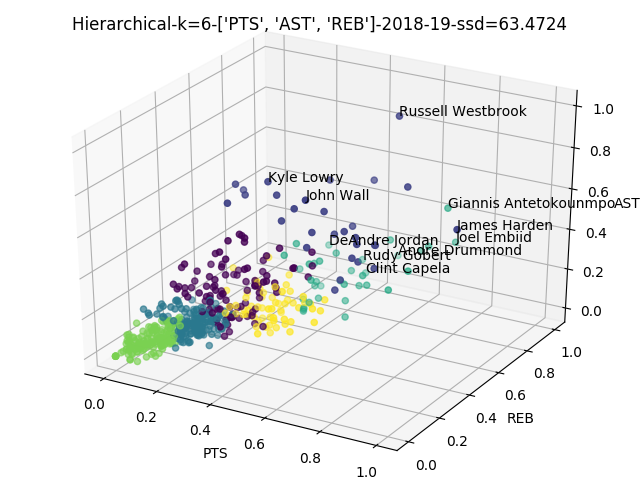 Hierarchical-k=6-['PTS', 'AST', 'REB']-2018-19-ssd=63.4724
Russell Westbrook
Kyle Lowry
John Wall
Giannis Antetokounmpo
AST
James Harden
Joel Embiid
DeAndre Jordan
Andre Drummond
Rudy Gobert
Clint Capela
1.0
0.8
0.6
0.4
0.2
0.0
0.0
0.2
0.4
0.6
0.8
1.0
PTS
0.0
0.2
0.4
0.6
0.8
1.0
REB